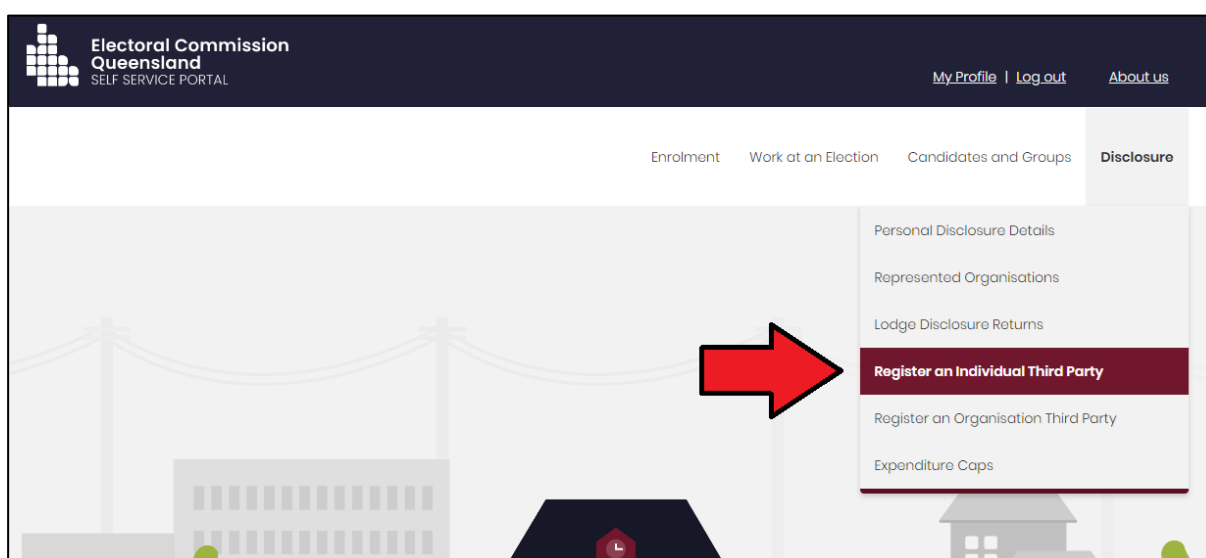 Electoral Commission
Queensland
SELF SERVICE PORTAL
My Profile | Log out About us
Enrolment Work at an Election Candidates and Groups Disclosure
Personal Disclosure Details
Represented Organisations
Lodge Disclosure Returns
Register an Individual Third Party
Register an Organisation Third Party
Expenditure Caps